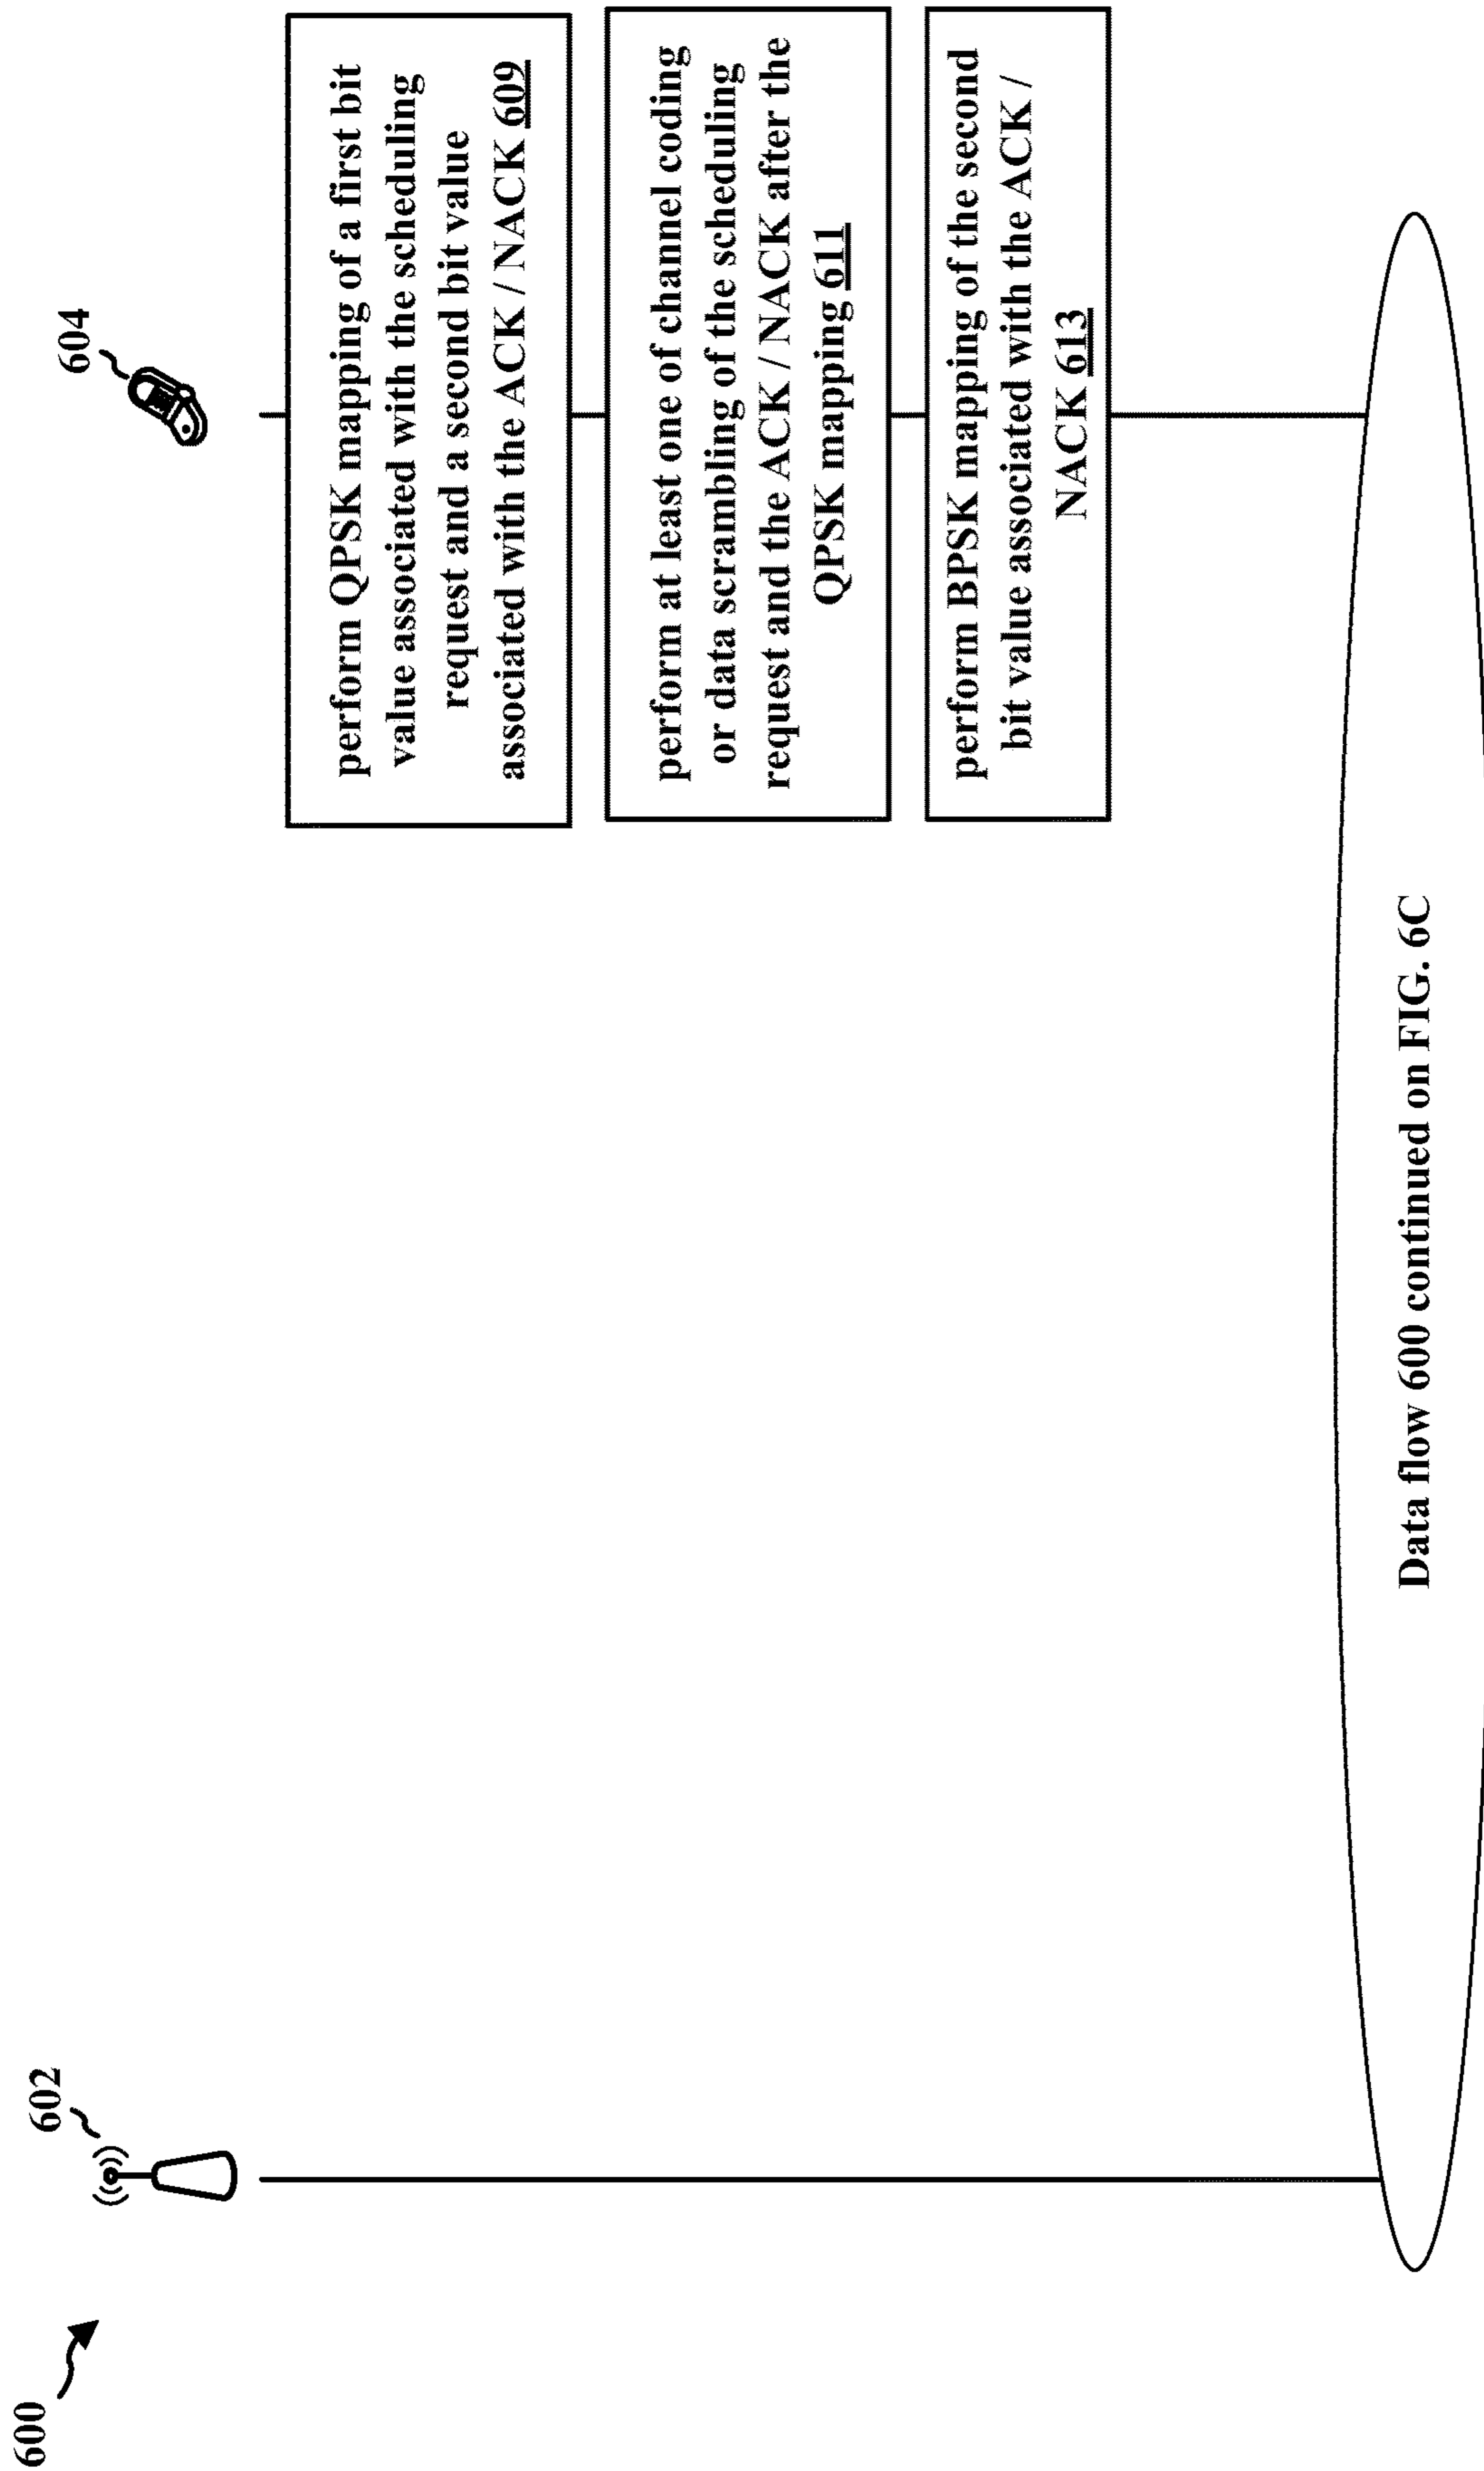 600
602
604
perform QPSK mapping of a first bit
value associated with the scheduling
request and a second bit value
associated with the ACK / NACK 609
perform at least one of channel coding
or data scrambling of the scheduling
request and the ACK / NACK after the
QPSK mapping 611
perform BPSK mapping of the second
bit value associated with the ACK /
NACK 613
Data flow 600 continued on FIG. 6C